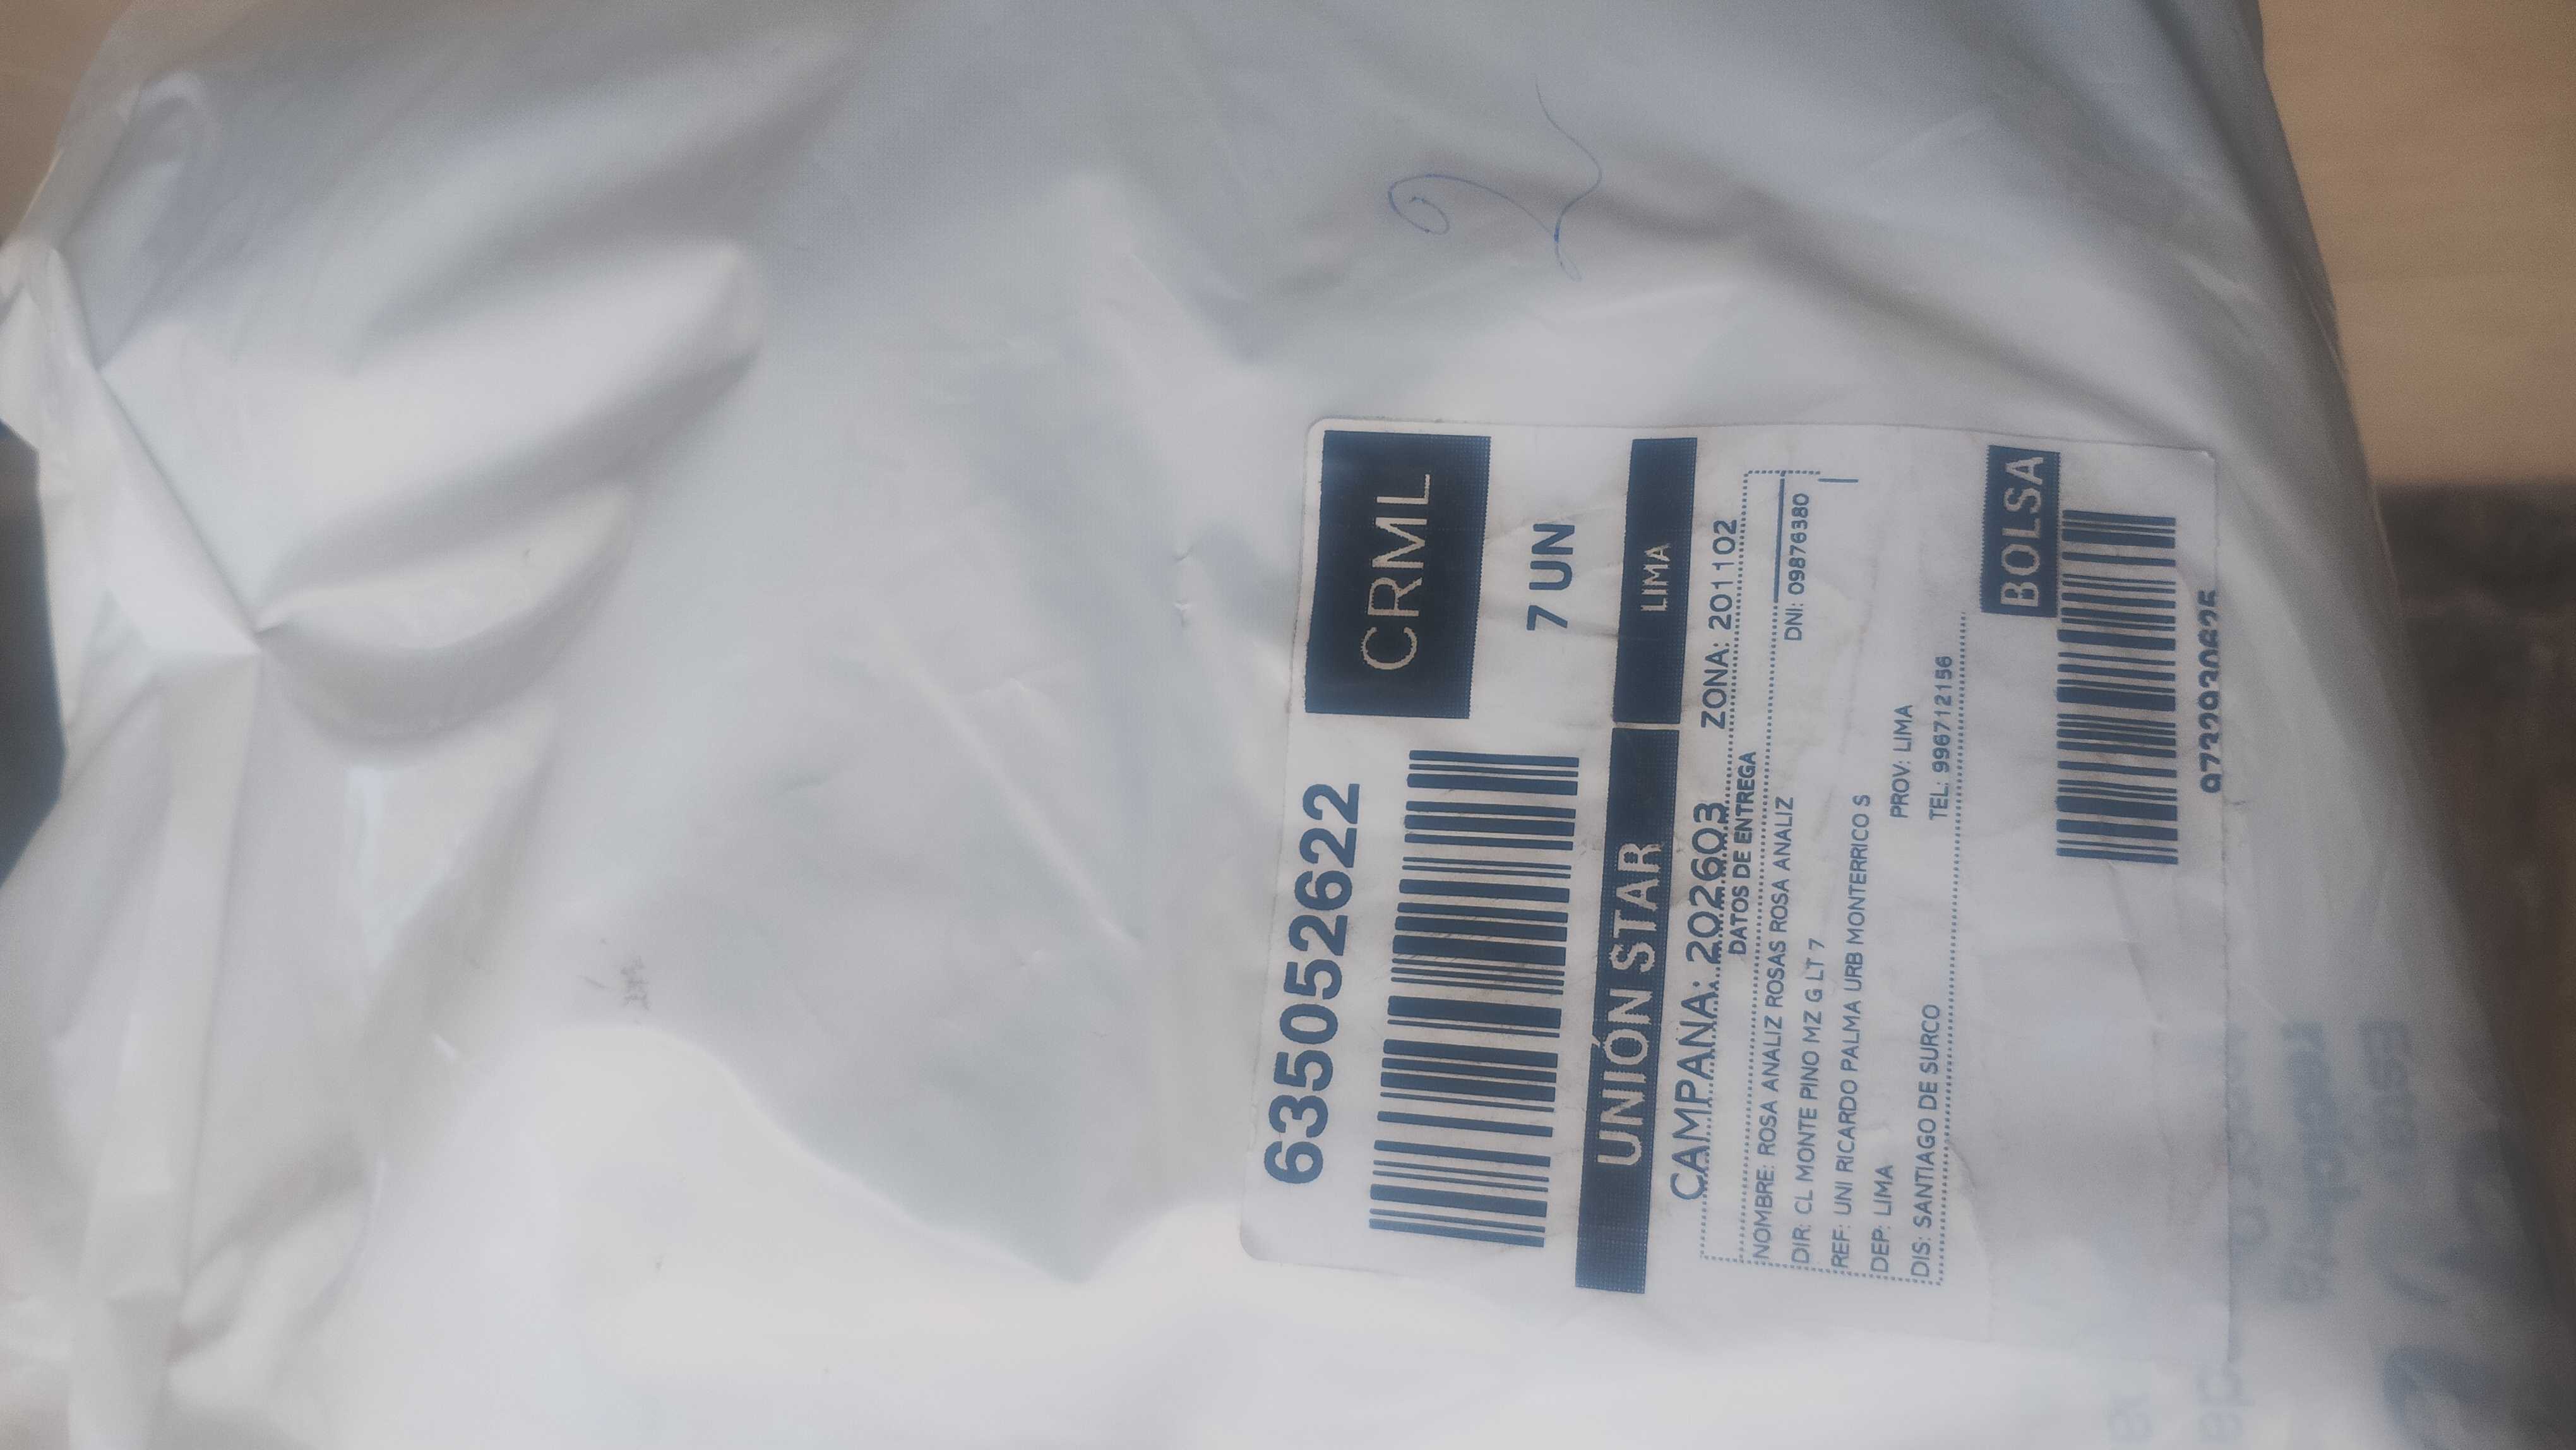 2
635052622
CRML
7 UN
UNIÓN STAR
LIMA
CAMPAÑA: 202603 ZONA: 201102
DATOS DE ENTREGA
NOMBRE: ROSA ANALIZ ROSAS ROSA ANALIZ
DIR: CL MONTE PINO MZ G LT 7 DNI: 09876380
REF: UNI RICARDO PALMA URB MONTERRICO S
DEP: LIMA PROV: LIMA
DIS: SANTIAGO DE SURCO TEL: 996712156
BOLSA